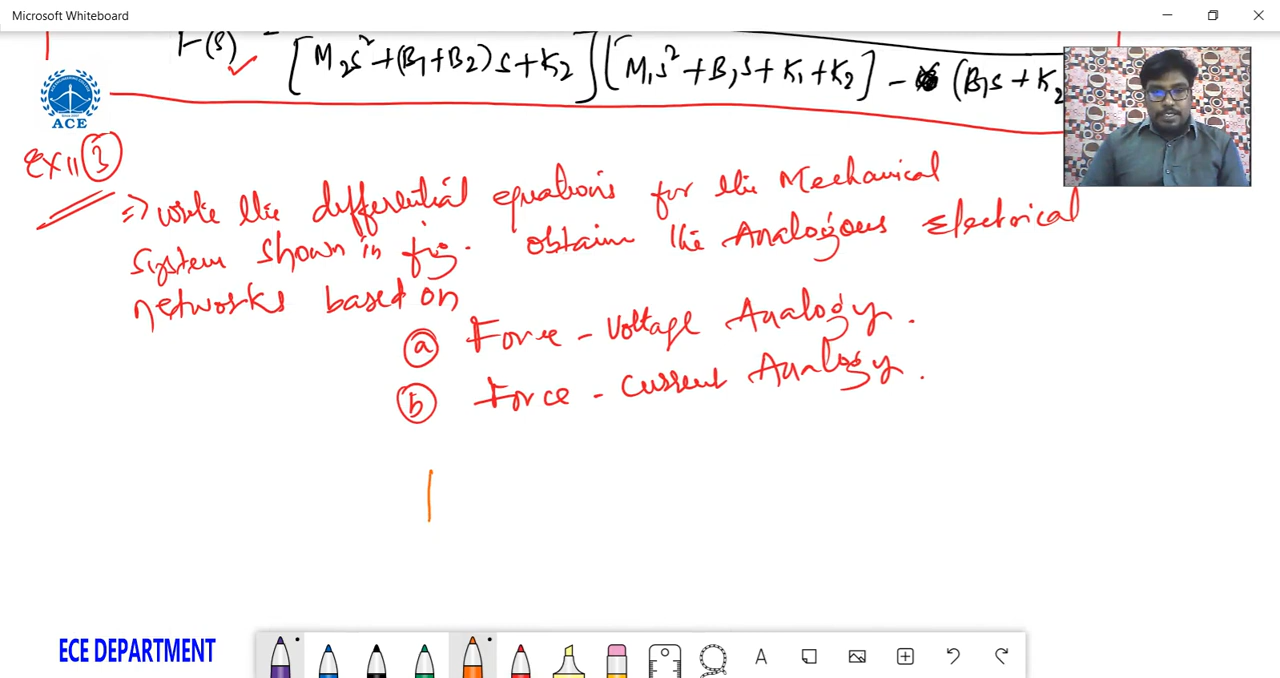 Microsoft Whiteboard
F(s) = [M₂s² + (B₁ + B₂)s + K₂] [M₁s² + B₁s + K₁ + K₂] - (B₁s + K₂
ACE
Ex 11 3
⇒ write the differential equations for the Mechanical
System shown in fig. obtain the Analogous Electrical
networks based on
a Force - Voltage Analogy.
b Force - Current Analogy.
ECE DEPARTMENT
A